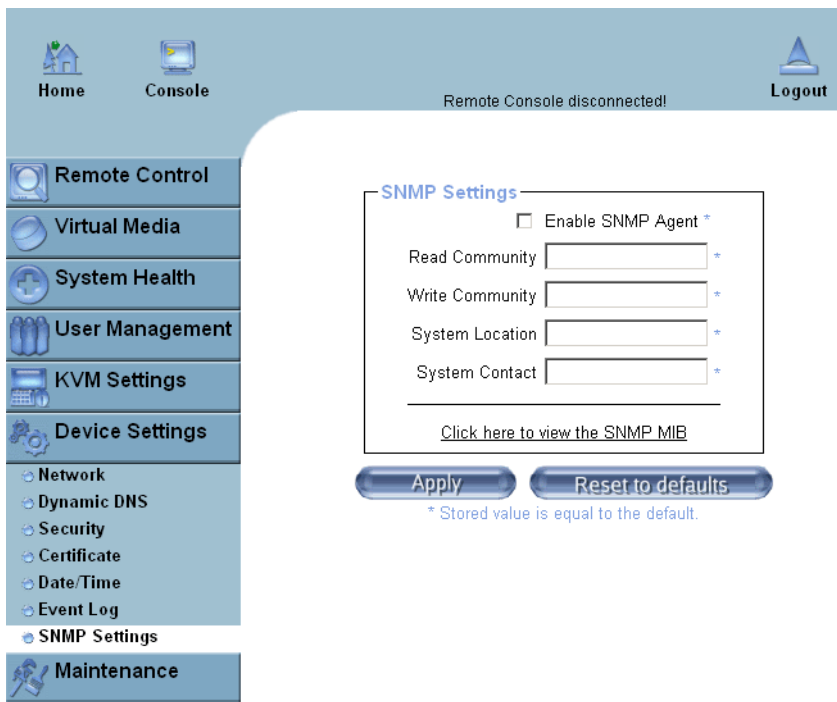 Home
Console
Remote Console disconnected!
Logout
Remote Control
Virtual Media
System Health
User Management
KVM Settings
Device Settings
Network
Dynamic DNS
Security
Certificate
Date/Time
Event Log
SNMP Settings
Maintenance
SNMP Settings
Enable SNMP Agent *
Read Community *
Write Community *
System Location *
System Contact *
Click here to view the SNMP MIB
Apply
Reset to defaults
* Stored value is equal to the default.